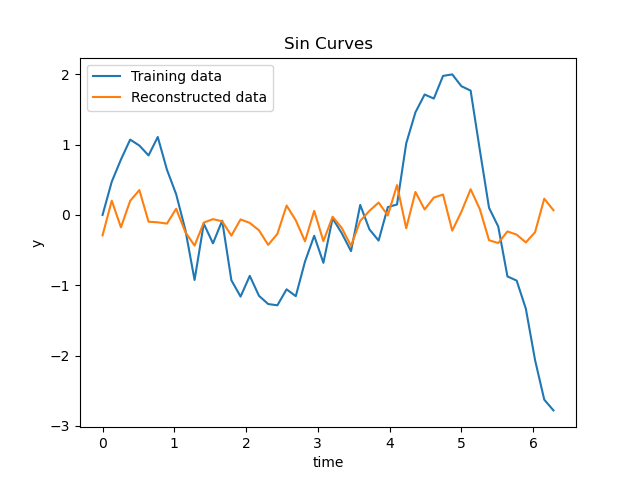 Sin Curves
Training data
Reconstructed data
2
1
0
−1
−2
−3
y
0 1 2 3 4 5 6
time